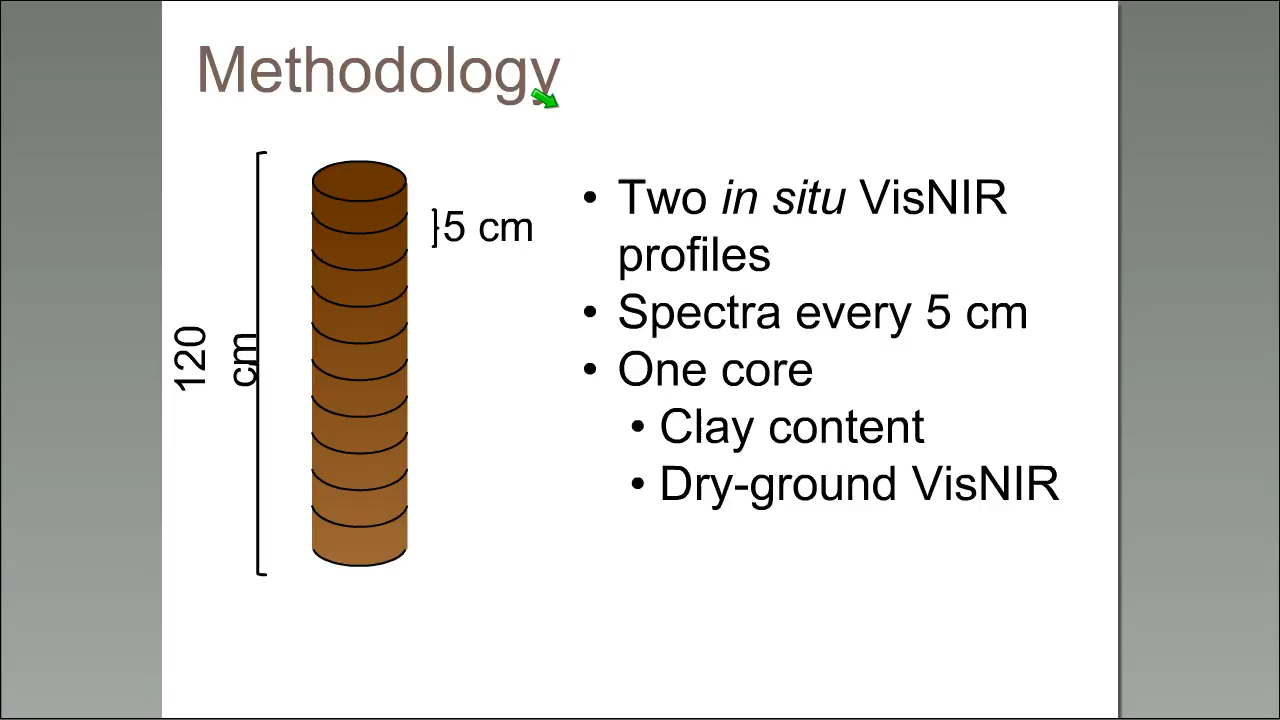 Methodology
120
cm
5 cm
• Two in situ VisNIR
profiles
• Spectra every 5 cm
• One core
• Clay content
• Dry-ground VisNIR